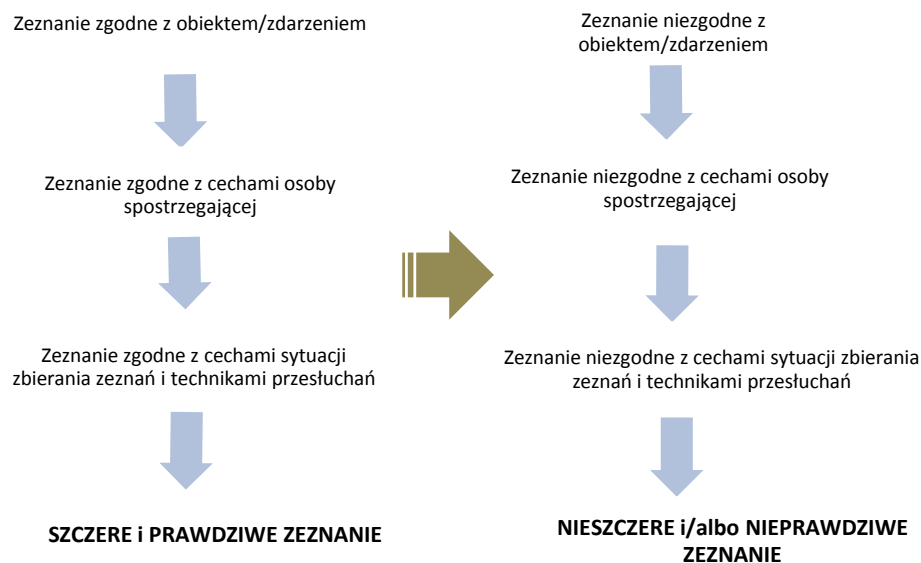 Zeznanie zgodne z obiektem/zdarzeniem
Zeznanie zgodne z cechami osoby
spostrzegającej
Zeznanie zgodne z cechami sytuacji
zbierania zeznań i technikami przesłuchań
SZCZERE i PRAWDZIWE ZEZNANIE
Zeznanie niezgodne z
obiektem/zdarzeniem
Zeznanie niezgodne z cechami osoby
spostrzegającej
Zeznanie niezgodne z cechami sytuacji zbierania
zeznań i technikami przesłuchań
NIESZCZERE i/albo NIEPRAWDZIWE
ZEZNANIE